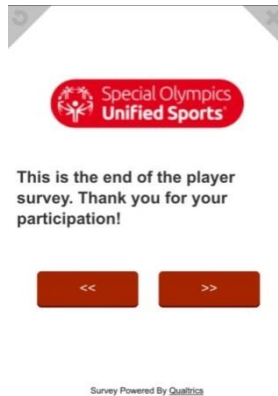 Special Olympics
Unified Sports
This is the end of the player
survey. Thank you for your
participation!
<< >>
Survey Powered By Qualtrics